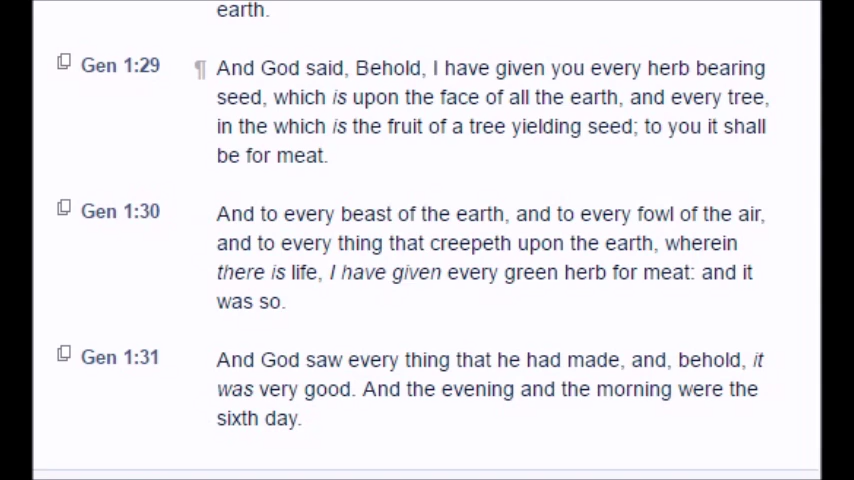 earth.
Gen 1:29 ¶ And God said, Behold, I have given you every herb bearing
seed, which is upon the face of all the earth, and every tree,
in the which is the fruit of a tree yielding seed; to you it shall
be for meat.
Gen 1:30 And to every beast of the earth, and to every fowl of the air,
and to every thing that creepeth upon the earth, wherein
there is life, I have given every green herb for meat: and it
was so.
Gen 1:31 And God saw every thing that he had made, and, behold, it
was very good. And the evening and the morning were the
sixth day.